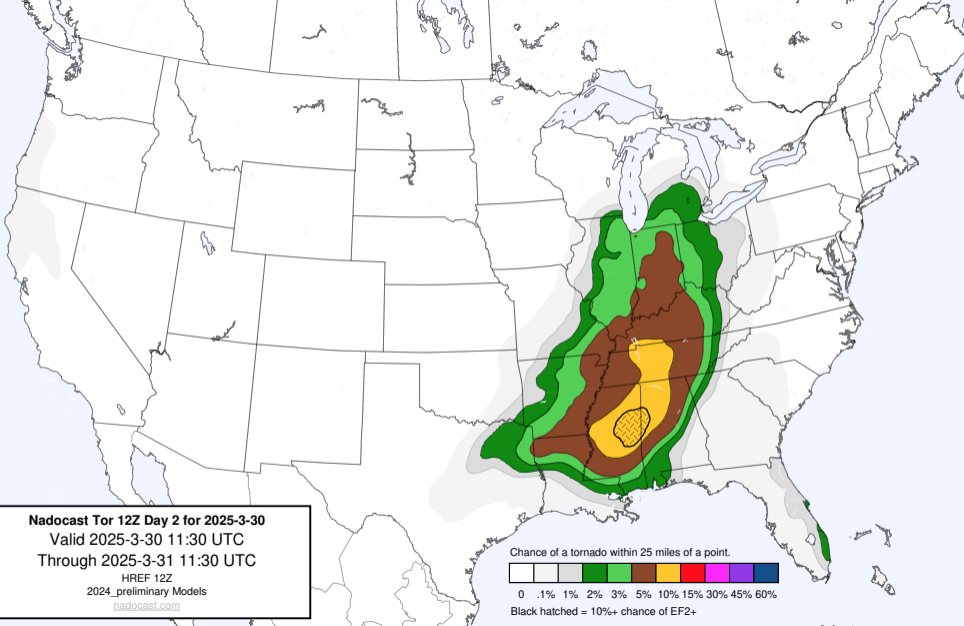 Nadocast Tor 12Z Day 2 for 2025-3-30
Valid 2025-3-30 11:30 UTC
Through 2025-3-31 11:30 UTC
HREF 12Z
2024_preliminary Models
nadocast.com
Chance of a tornado within 25 miles of a point.
0 .1% 1% 2% 3% 5% 10% 15% 30% 45% 60%
Black hatched = 10%+ chance of EF2+